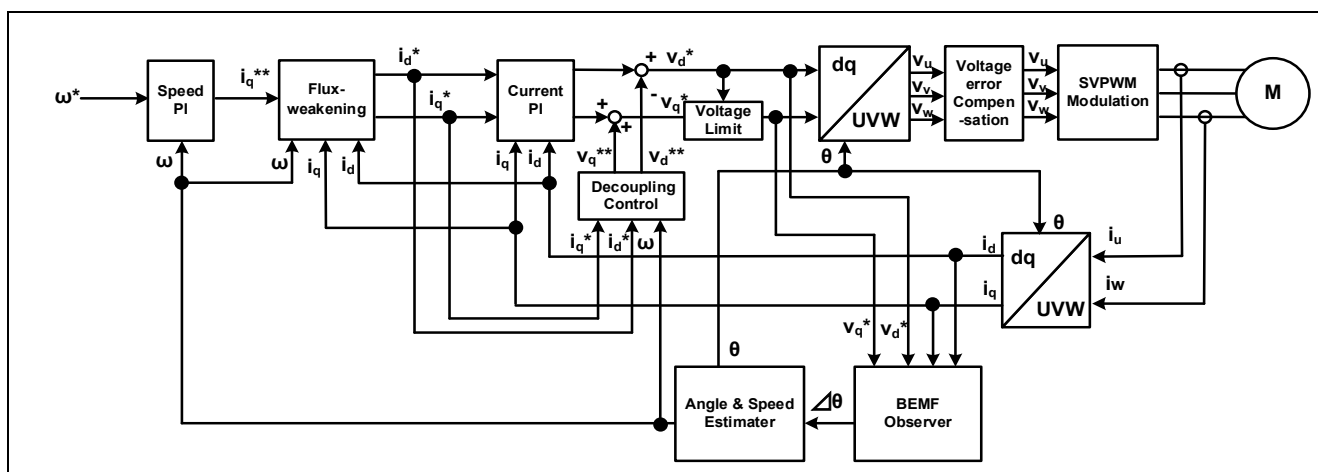 ω*
Speed
PI
ω
i_q**
Flux-
weakening
ω
i_q
i_d
i_d*
i_q*
Current
PI
i_q
i_d
+
-
v_d*
+
+
v_q*
v_q**
v_d**
Decoupling
Control
i_q*
i_d*
ω
Voltage
Limit
dq
UVW
θ
v_u
v_v
v_w
Voltage
error
Compen
-sation
v_u
v_v
v_w
SVPWM
Modulation
M
θ
i_d
i_q
dq
UVW
i_u
iw
v_q*
v_d*
θ
Angle & Speed
Estimater
⊿θ
BEMF
Observer